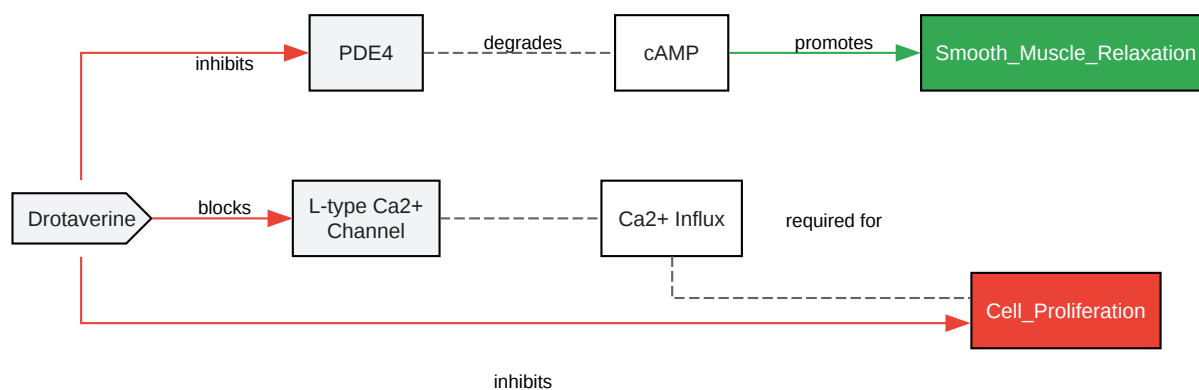 PDE4
degrades
cAMP
promotes
Smooth_Muscle_Relaxation
inhibits
Drotaverine
blocks
L-type Ca2+
Channel
Ca2+ Influx
required for
Cell_Proliferation
inhibits